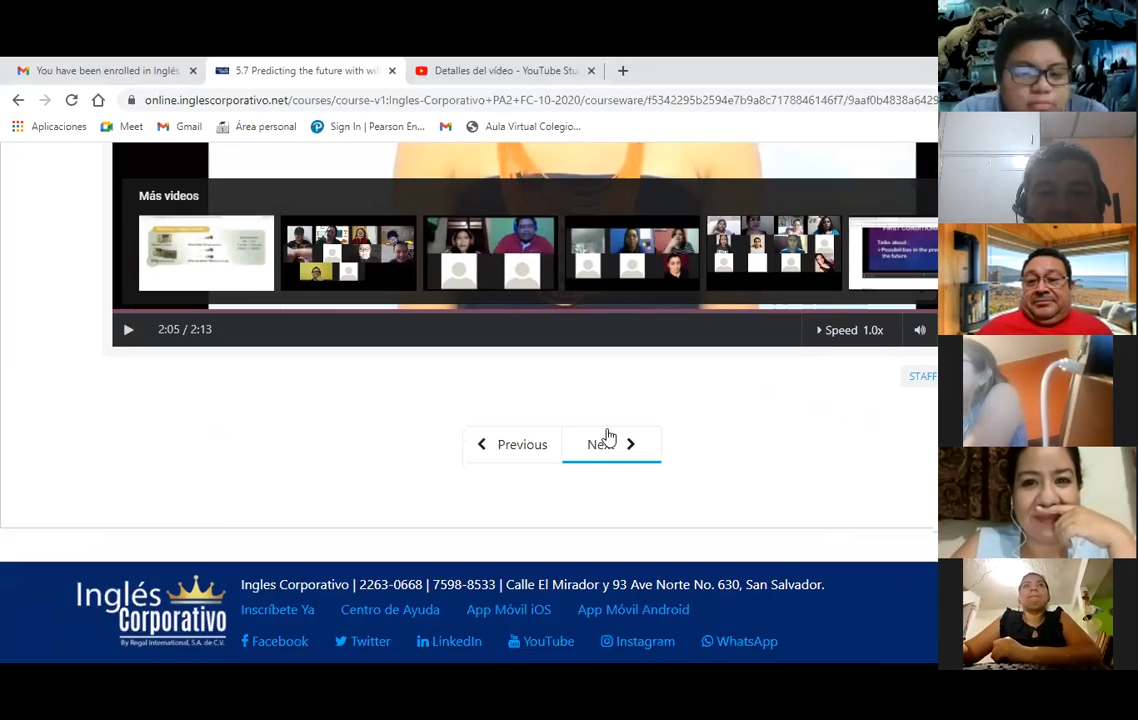 You have been enrolled in Inglés
5.7 Predicting the future with wil
Detalles del vídeo - YouTube Stu
online.inglescorporativo.net/courses/course-v1:Ingles-Corporativo+PA2+FC-10-2020/courseware/f5342295b2594e7b9a8c7178846146f7/9aaf0b4838a6429
Aplicaciones
Meet
Gmail
Área personal
Sign In | Pearson En...
Aula Virtual Colegio...
Más videos
FIRST CONDITIONAL
Talk about :
Possibilities in the pre
the future
2:05 / 2:13
Speed 1.0x
STAFF
Previous
Next
Inglés
Corporativo
By Regal International, S.A. de C.V.
Ingles Corporativo | 2263-0668 | 7598-8533 | Calle El Mirador y 93 Ave Norte No. 630, San Salvador.
Inscríbete Ya
Centro de Ayuda
App Móvil iOS
App Móvil Android
Facebook
Twitter
LinkedIn
YouTube
Instagram
WhatsApp